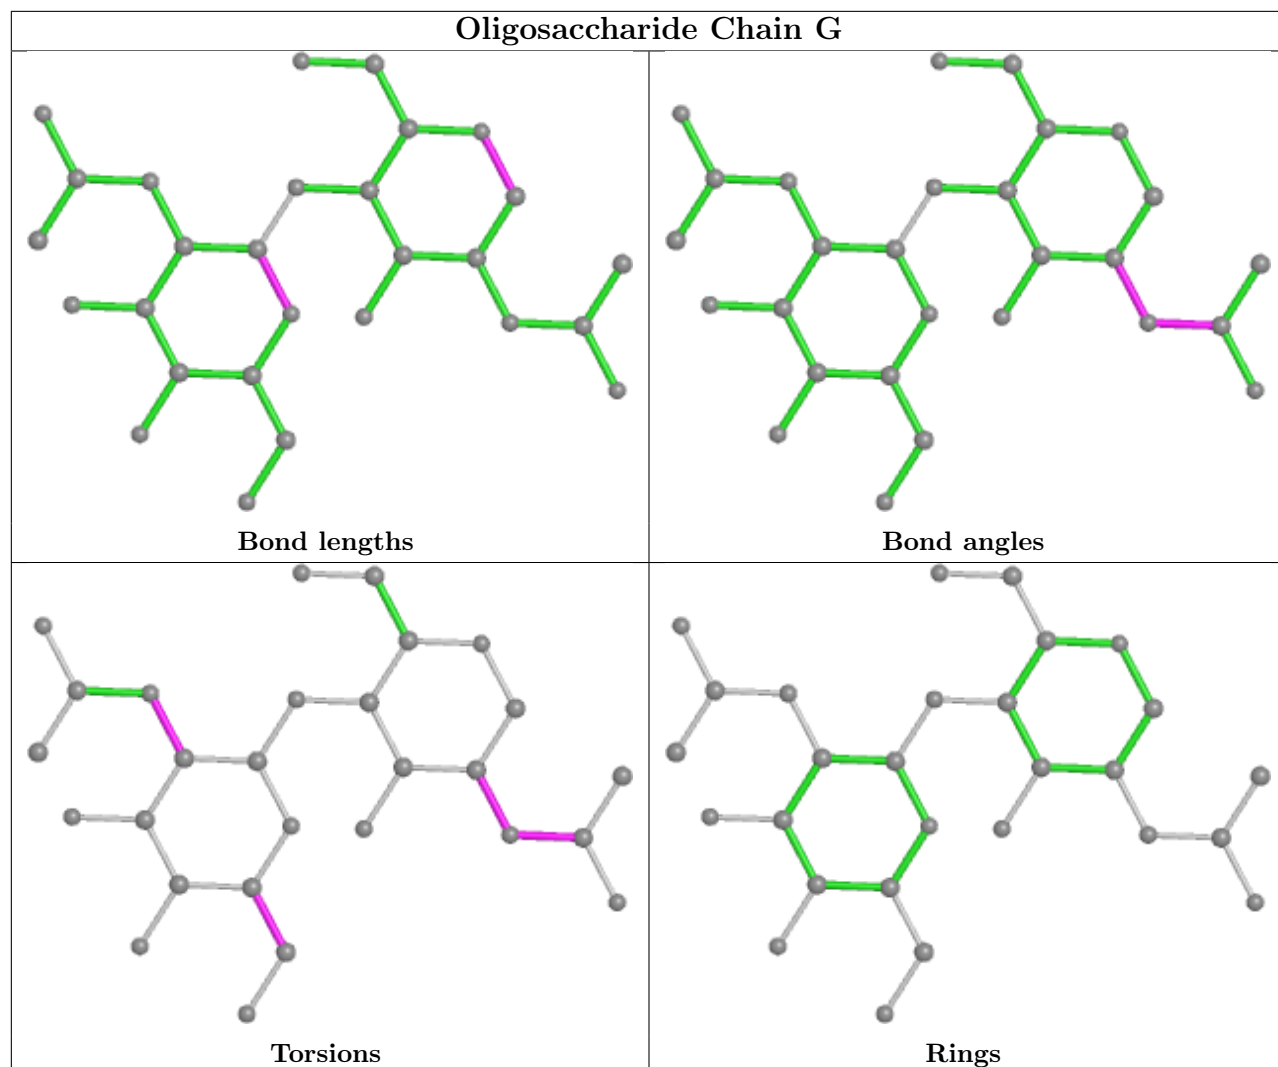 Oligosaccharide Chain G
Bond lengths
Bond angles
Torsions
Rings